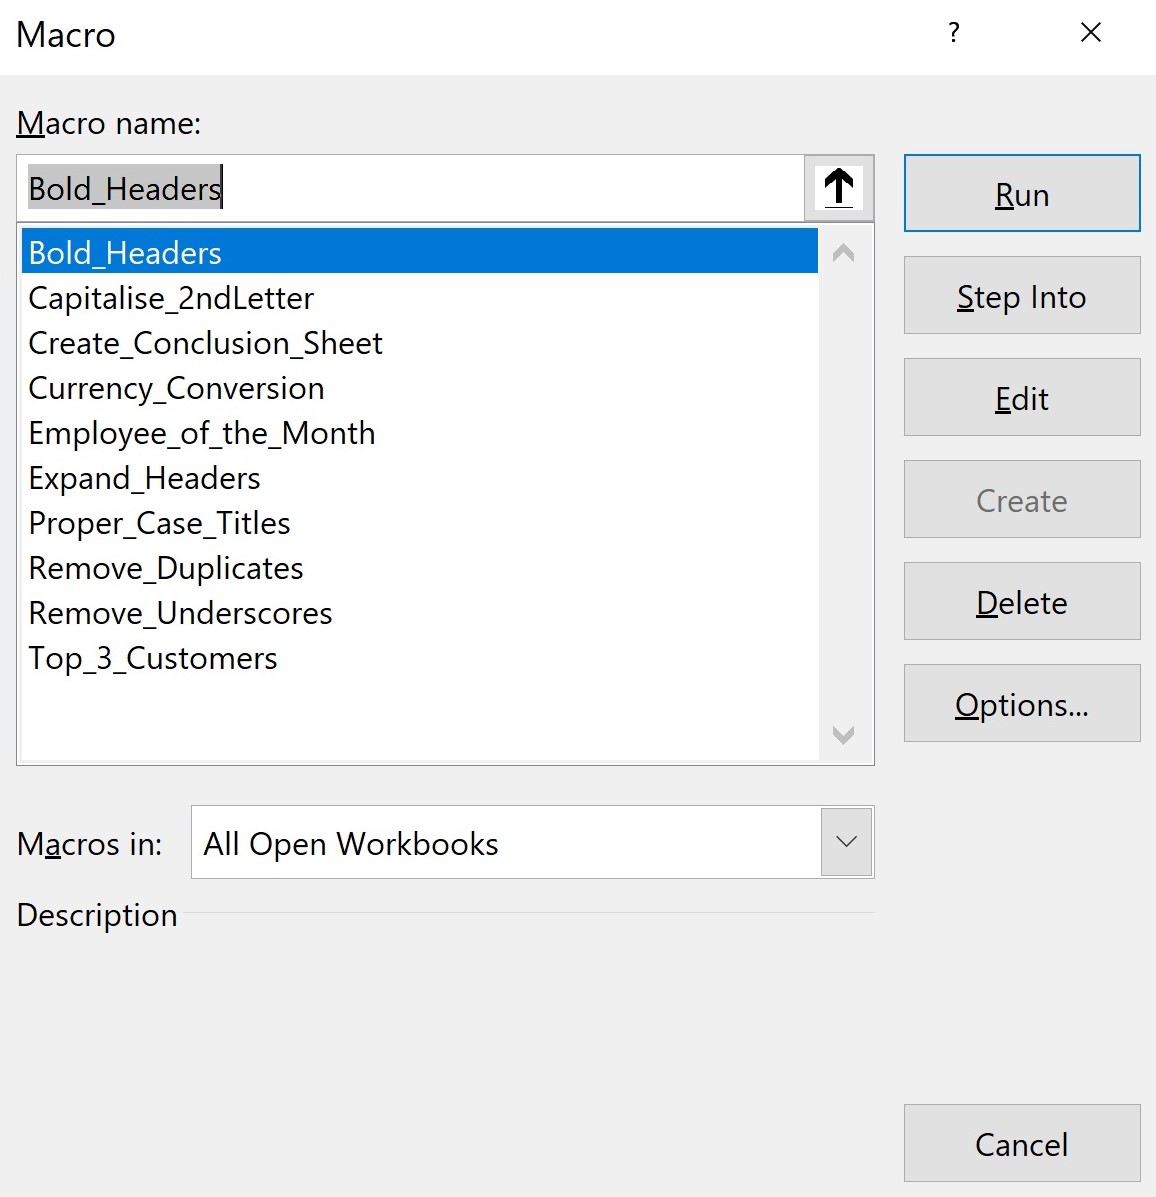 Macro ?
Macro name:
Bold_Headers
Run
Bold_Headers
Capitalise_2ndLetter
Create_Conclusion_Sheet
Currency_Conversion
Employee_of_the_Month
Expand_Headers
Proper_Case_Titles
Remove_Duplicates
Remove_Underscores
Top_3_Customers
Step Into
Edit
Create
Delete
Options...
Macros in: All Open Workbooks
Description
Cancel